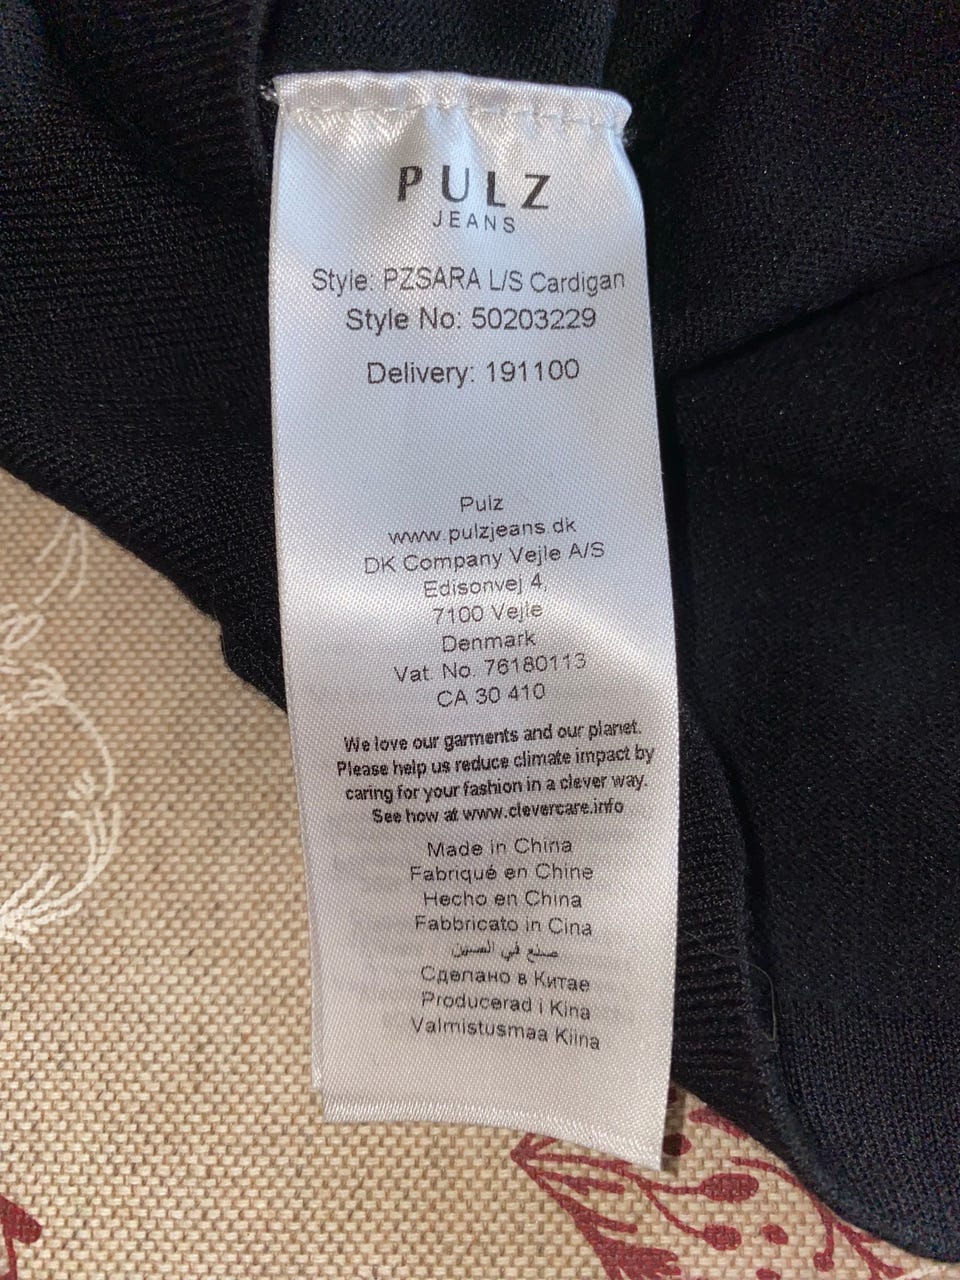 PULZ
JEANS
Style: PZSARA L/S Cardigan
Style No: 50203229
Delivery: 191100
Pulz
www.pulzjeans.dk
DK Company Vejle A/S
Edisonvej 4,
7100 Vejle
Denmark
Vat. No. 76180113
CA 30 410
We love our garments and our planet.
Please help us reduce climate impact by
caring for your fashion in a clever way.
See how at www.clevercare.info
Made in China
Fabriqué en Chine
Hecho en China
Fabbricato in Cina
صنع في الصين
Сделано в Китае
Producerad i Kina
Valmistusmaa Kiina